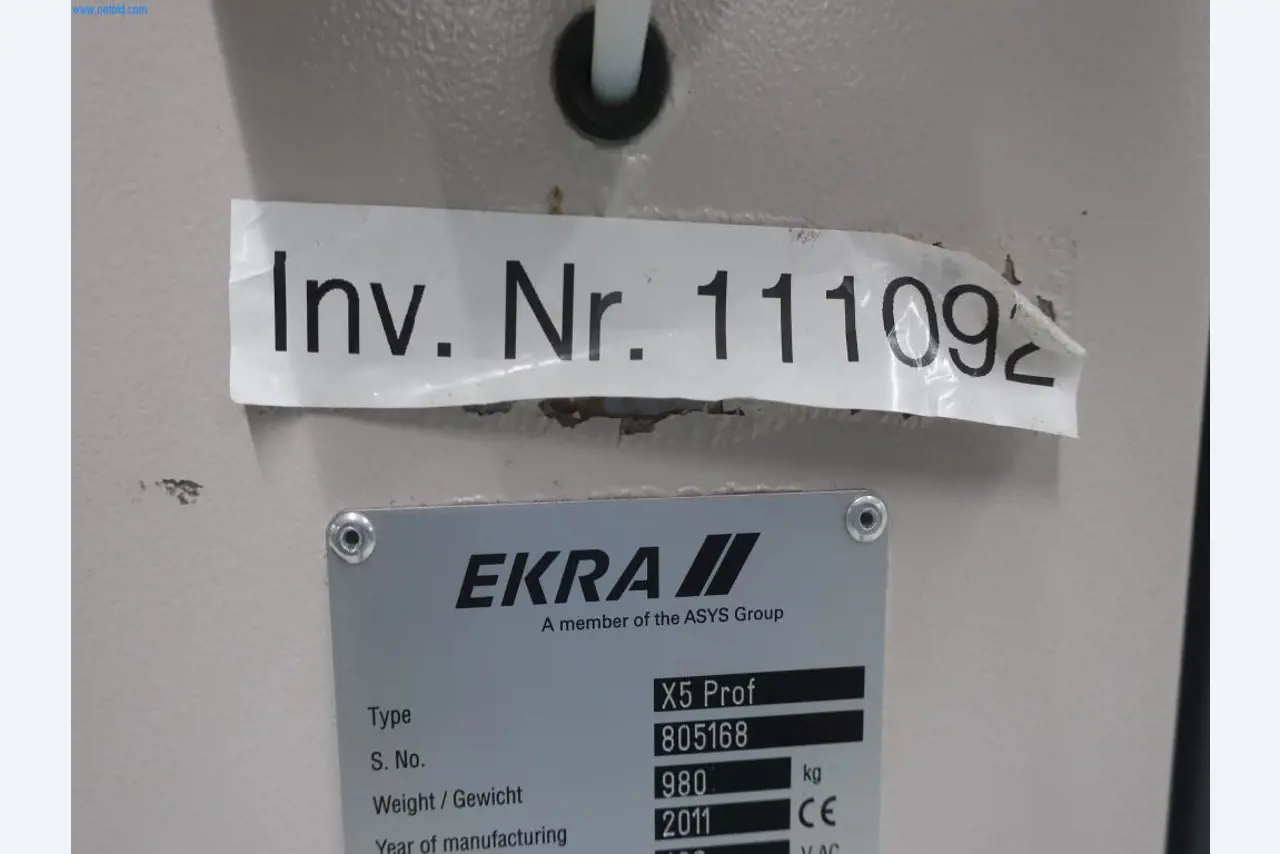 www.netbid.com
Inv. Nr. 111092
EKRA
A member of the ASYS Group
Type X5 Prof
S. No. 805168
Weight / Gewicht 980 kg
Year of manufacturing 2011 CE
V AC